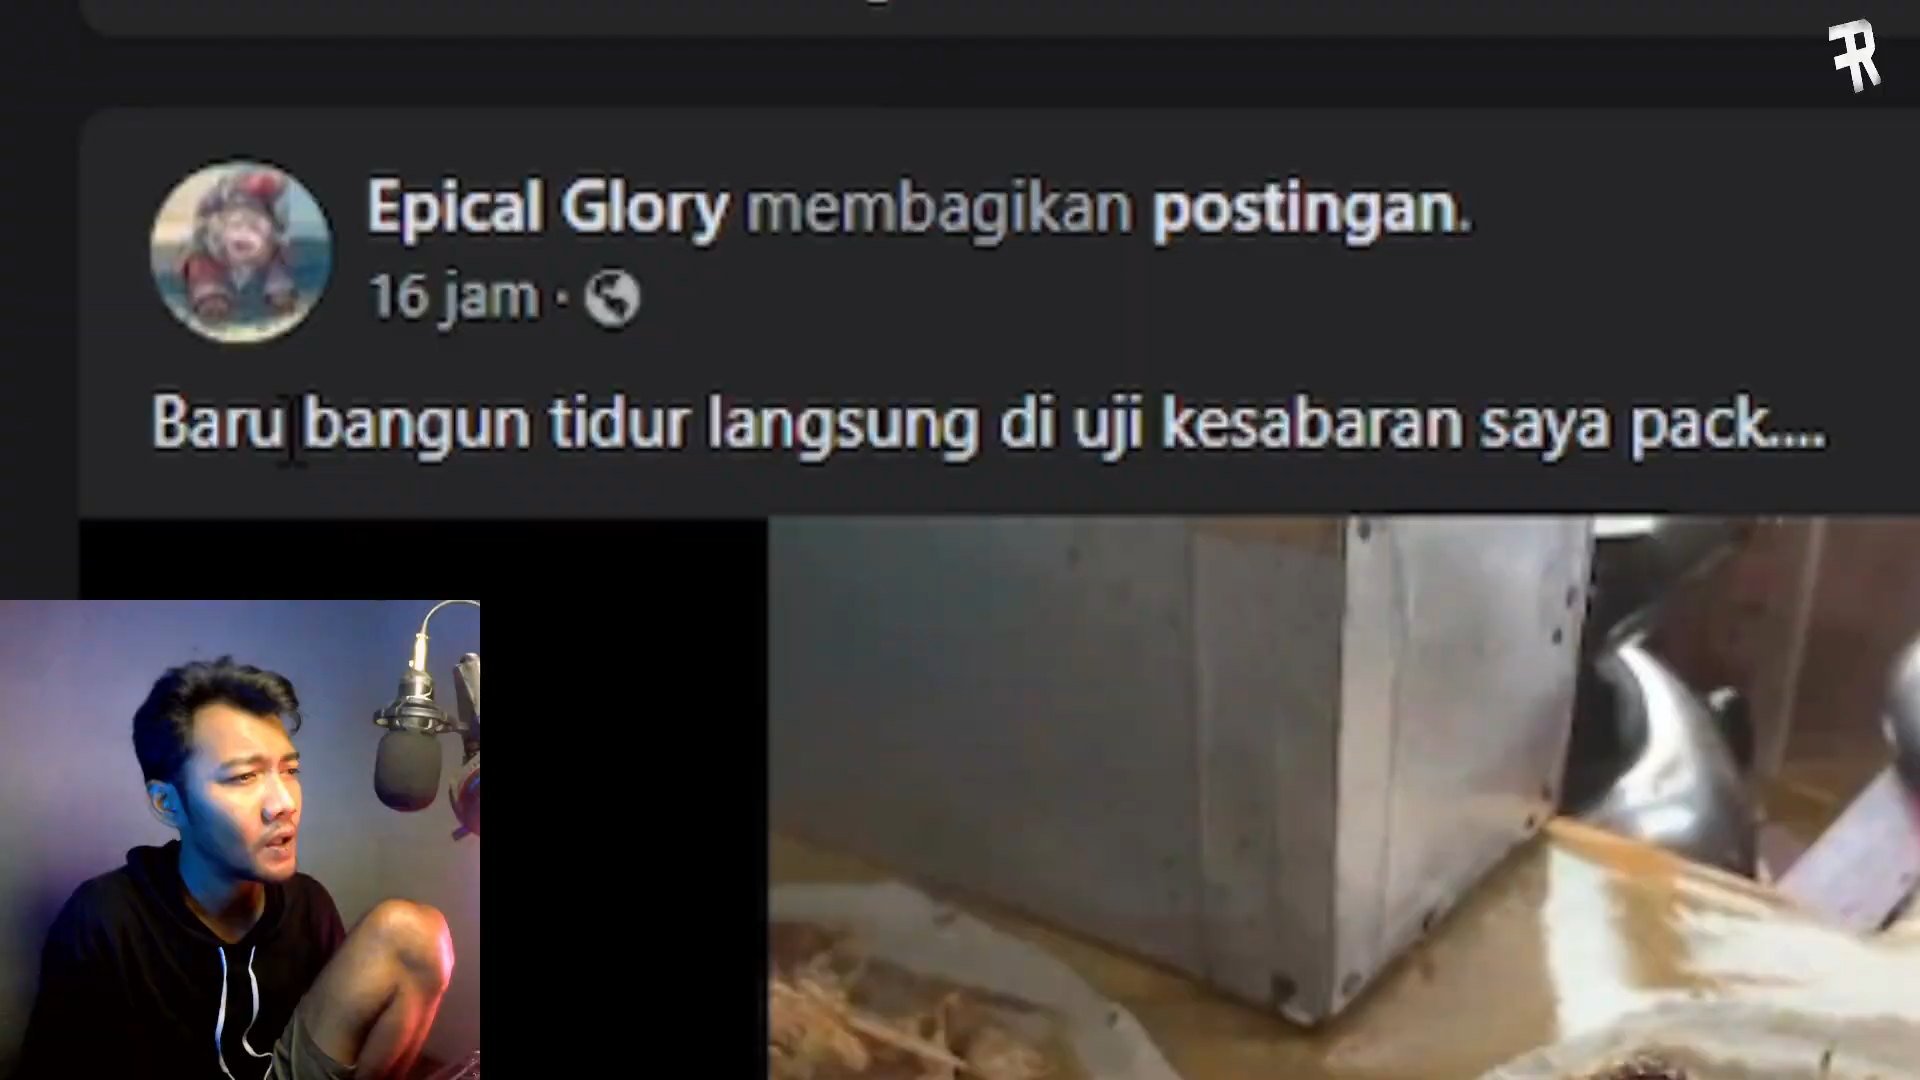 Epical Glory membagikan postingan.
16 jam ·
Baru bangun tidur langsung di uji kesabaran saya pack....